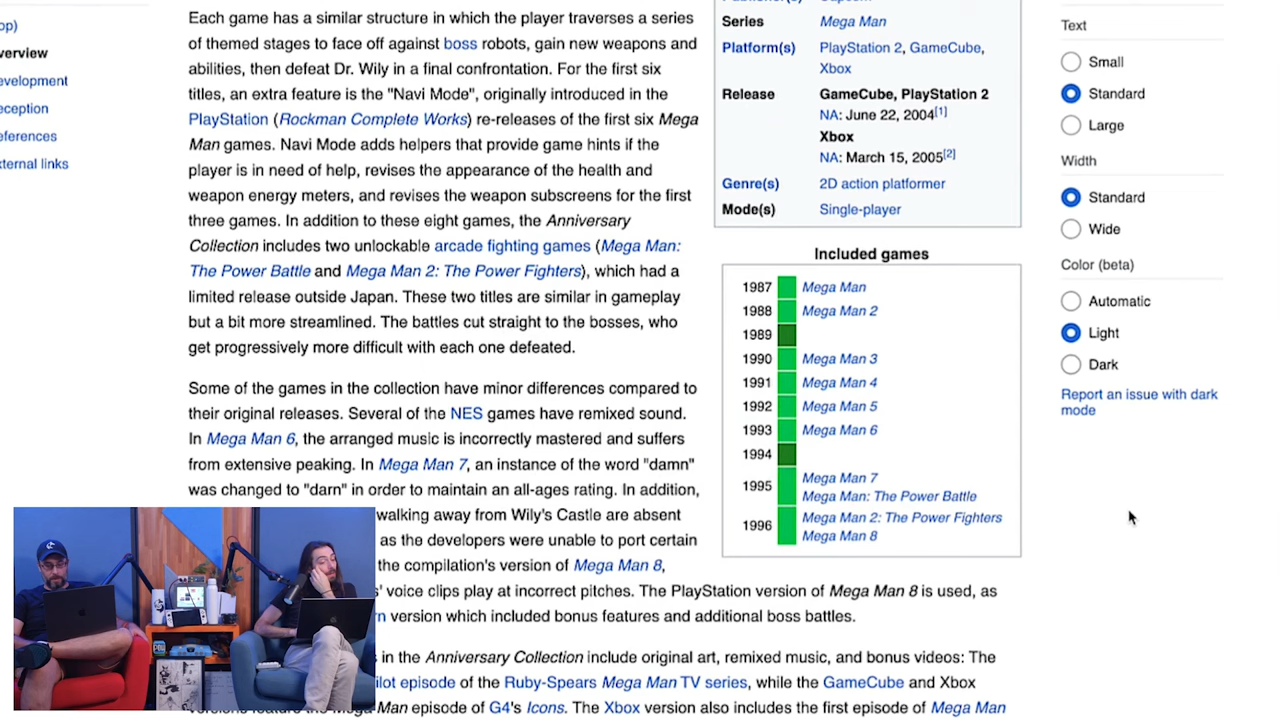 op)
verview
evelopment
eception
eferences
xternal links
Each game has a similar structure in which the player traverses a series
of themed stages to face off against boss robots, gain new weapons and
abilities, then defeat Dr. Wily in a final confrontation. For the first six
titles, an extra feature is the "Navi Mode", originally introduced in the
PlayStation (Rockman Complete Works) re-releases of the first six Mega
Man games. Navi Mode adds helpers that provide game hints if the
player is in need of help, revises the appearance of the health and
weapon energy meters, and revises the weapon subscreens for the first
three games. In addition to these eight games, the Anniversary
Collection includes two unlockable arcade fighting games (Mega Man:
The Power Battle and Mega Man 2: The Power Fighters), which had a
limited release outside Japan. These two titles are similar in gameplay
but a bit more streamlined. The battles cut straight to the bosses, who
get progressively more difficult with each one defeated.
Some of the games in the collection have minor differences compared to
their original releases. Several of the NES games have remixed sound.
In Mega Man 6, the arranged music is incorrectly mastered and suffers
from extensive peaking. In Mega Man 7, an instance of the word "damn"
was changed to "darn" in order to maintain an all-ages rating. In addition,
walking away from Wily's Castle are absent
as the developers were unable to port certain
the compilation's version of Mega Man 8,
s' voice clips play at incorrect pitches. The PlayStation version of Mega Man 8 is used, as
rn version which included bonus features and additional boss battles.
in the Anniversary Collection include original art, remixed music, and bonus videos: The
ilot episode of the Ruby-Spears Mega Man TV series, while the GameCube and Xbox
versions feature the Mega Man episode of G4's Icons. The Xbox version also includes the first episode of Mega Man
Series Mega Man
Platform(s) PlayStation 2, GameCube,
Xbox
Release GameCube, PlayStation 2
NA: June 22, 2004[1]
Xbox
NA: March 15, 2005[2]
Genre(s) 2D action platformer
Mode(s) Single-player
Included games
1987 Mega Man
1988 Mega Man 2
1989
1990 Mega Man 3
1991 Mega Man 4
1992 Mega Man 5
1993 Mega Man 6
1994
1995 Mega Man 7
Mega Man: The Power Battle
1996 Mega Man 2: The Power Fighters
Mega Man 8
Text
Small
Standard
Large
Width
Standard
Wide
Color (beta)
Automatic
Light
Dark
Report an issue with dark
mode